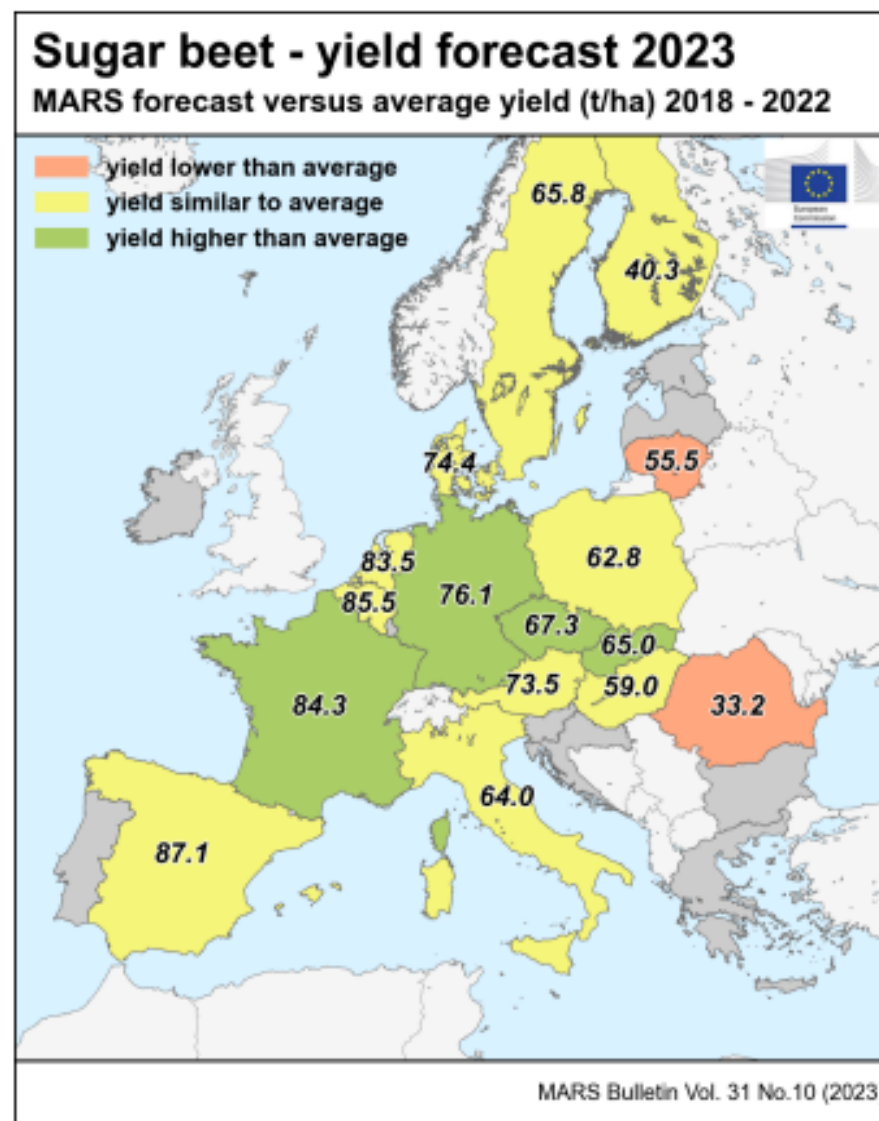 Sugar beet - yield forecast 2023
MARS forecast versus average yield (t/ha) 2018 - 2022
yield lower than average
yield similar to average
yield higher than average
European
Commission
65.8
40.3
55.5
74.4
83.5
62.8
85.5
76.1
67.3
65.0
73.5
59.0
84.3
33.2
64.0
87.1
MARS Bulletin Vol. 31 No.10 (2023